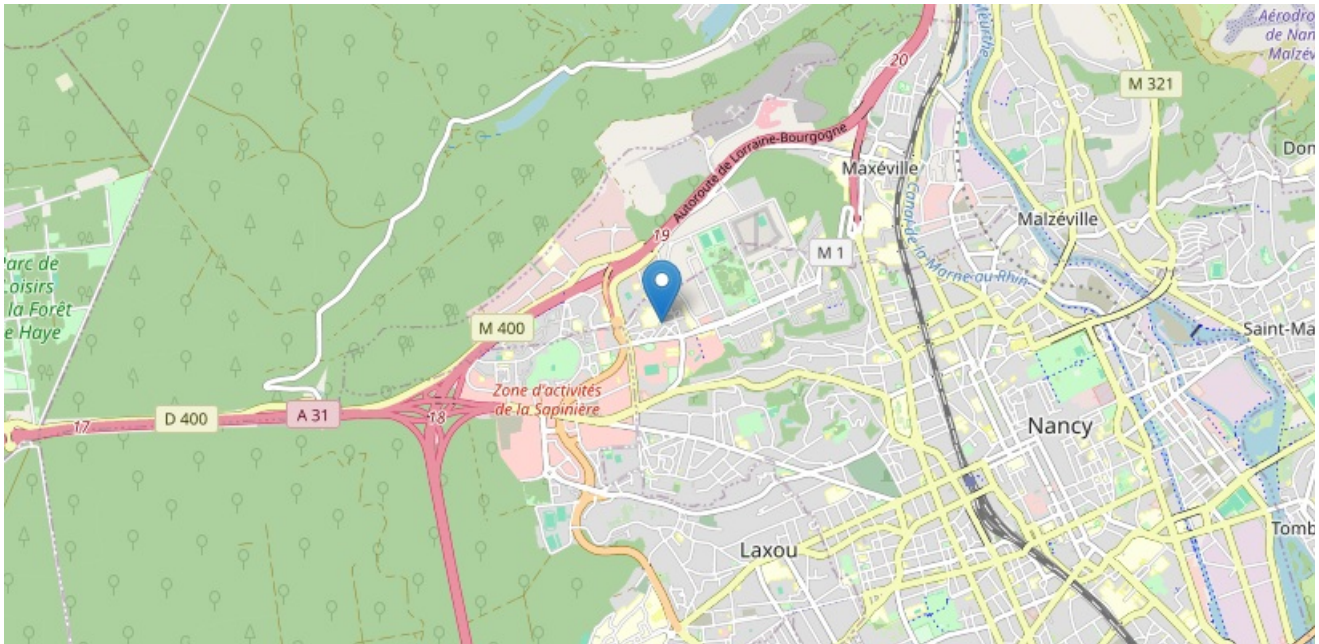 Aérodro
de Nan
Malzév
20
Meurthe
M 321
Autoroute de Lorraine-Bourgogne
Maxéville
Dom
Canal de la Marne au Rhin
Malzéville
19
M 1
Parc de
Loisirs
la Forêt
e Haye
M 400
Saint-Ma
Zone d'activités
de la Sapinière
A 31
D 400
18
17
Nancy
Laxou
Tomb